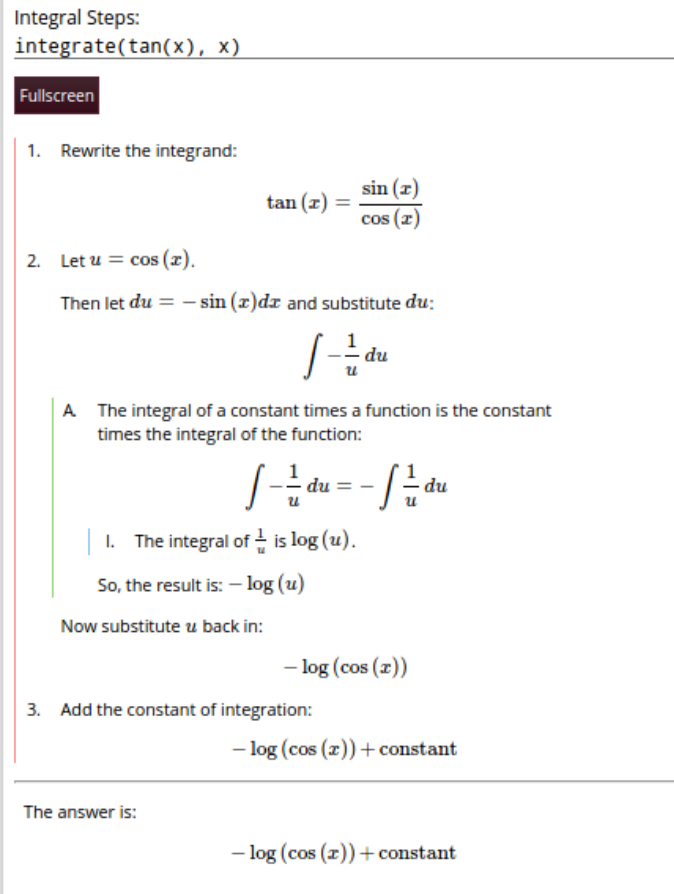 Integral Steps:
integrate(tan(x), x)
Fullscreen
1. Rewrite the integrand:
tan (x) = sin (x) / cos (x)
2. Let u = cos (x).
Then let du = − sin (x)dx and substitute du:
∫ −1/u du
A. The integral of a constant times a function is the constant
times the integral of the function:
∫ −1/u du = − ∫ 1/u du
I. The integral of 1/u is log (u).
So, the result is: − log (u)
Now substitute u back in:
− log (cos (x))
3. Add the constant of integration:
− log (cos (x)) + constant
The answer is:
− log (cos (x)) + constant